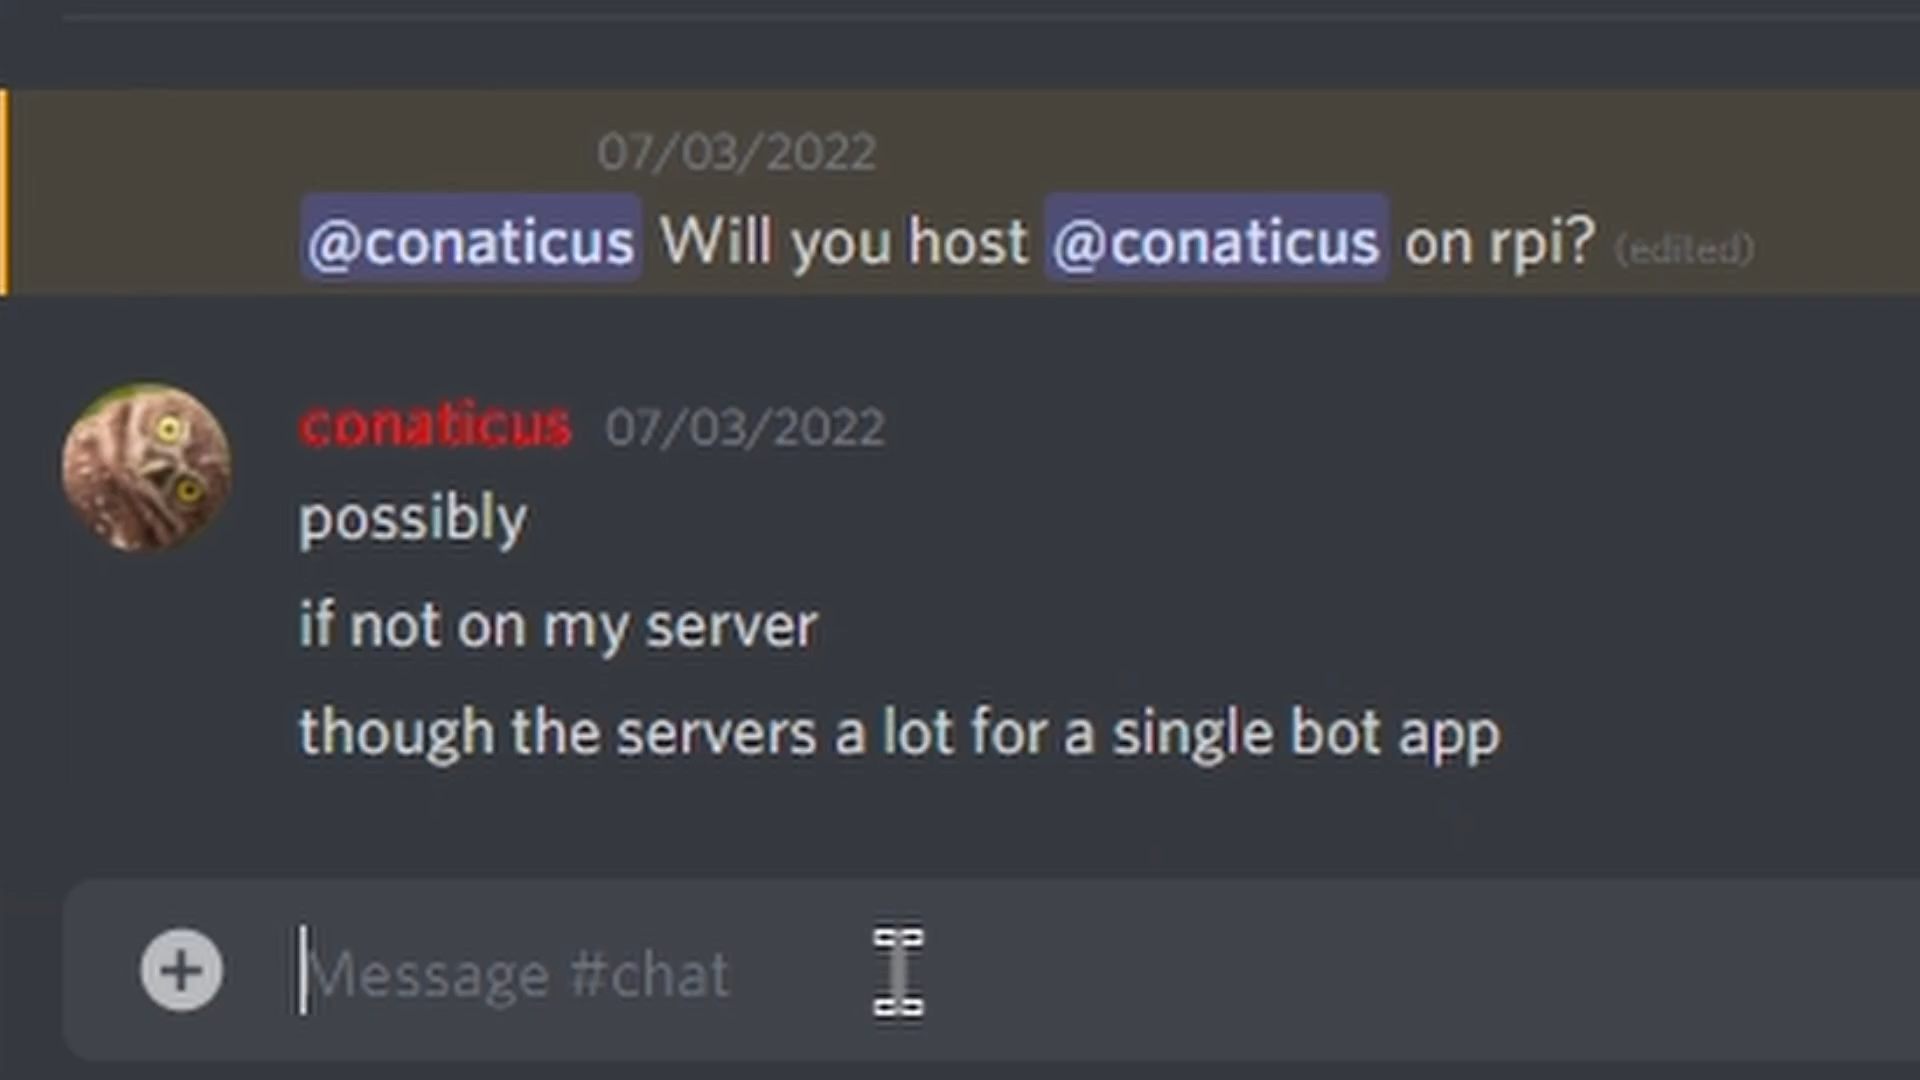 07/03/2022
@conaticus Will you host @conaticus on rpi? (edited)
conaticus 07/03/2022
possibly
if not on my server
though the servers a lot for a single bot app
Message #chat